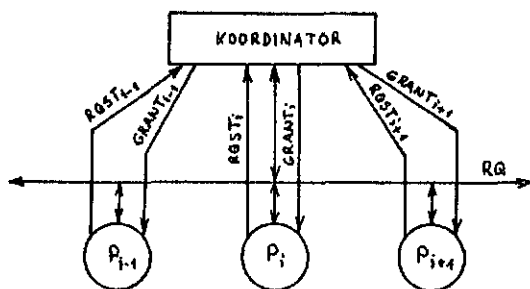 KOORDINATOR
RQST i-1
GRANT i-1
RQST i
GRANT i
RQST i+1
GRANT i+1
RQ
P i-1
P i
P i+1